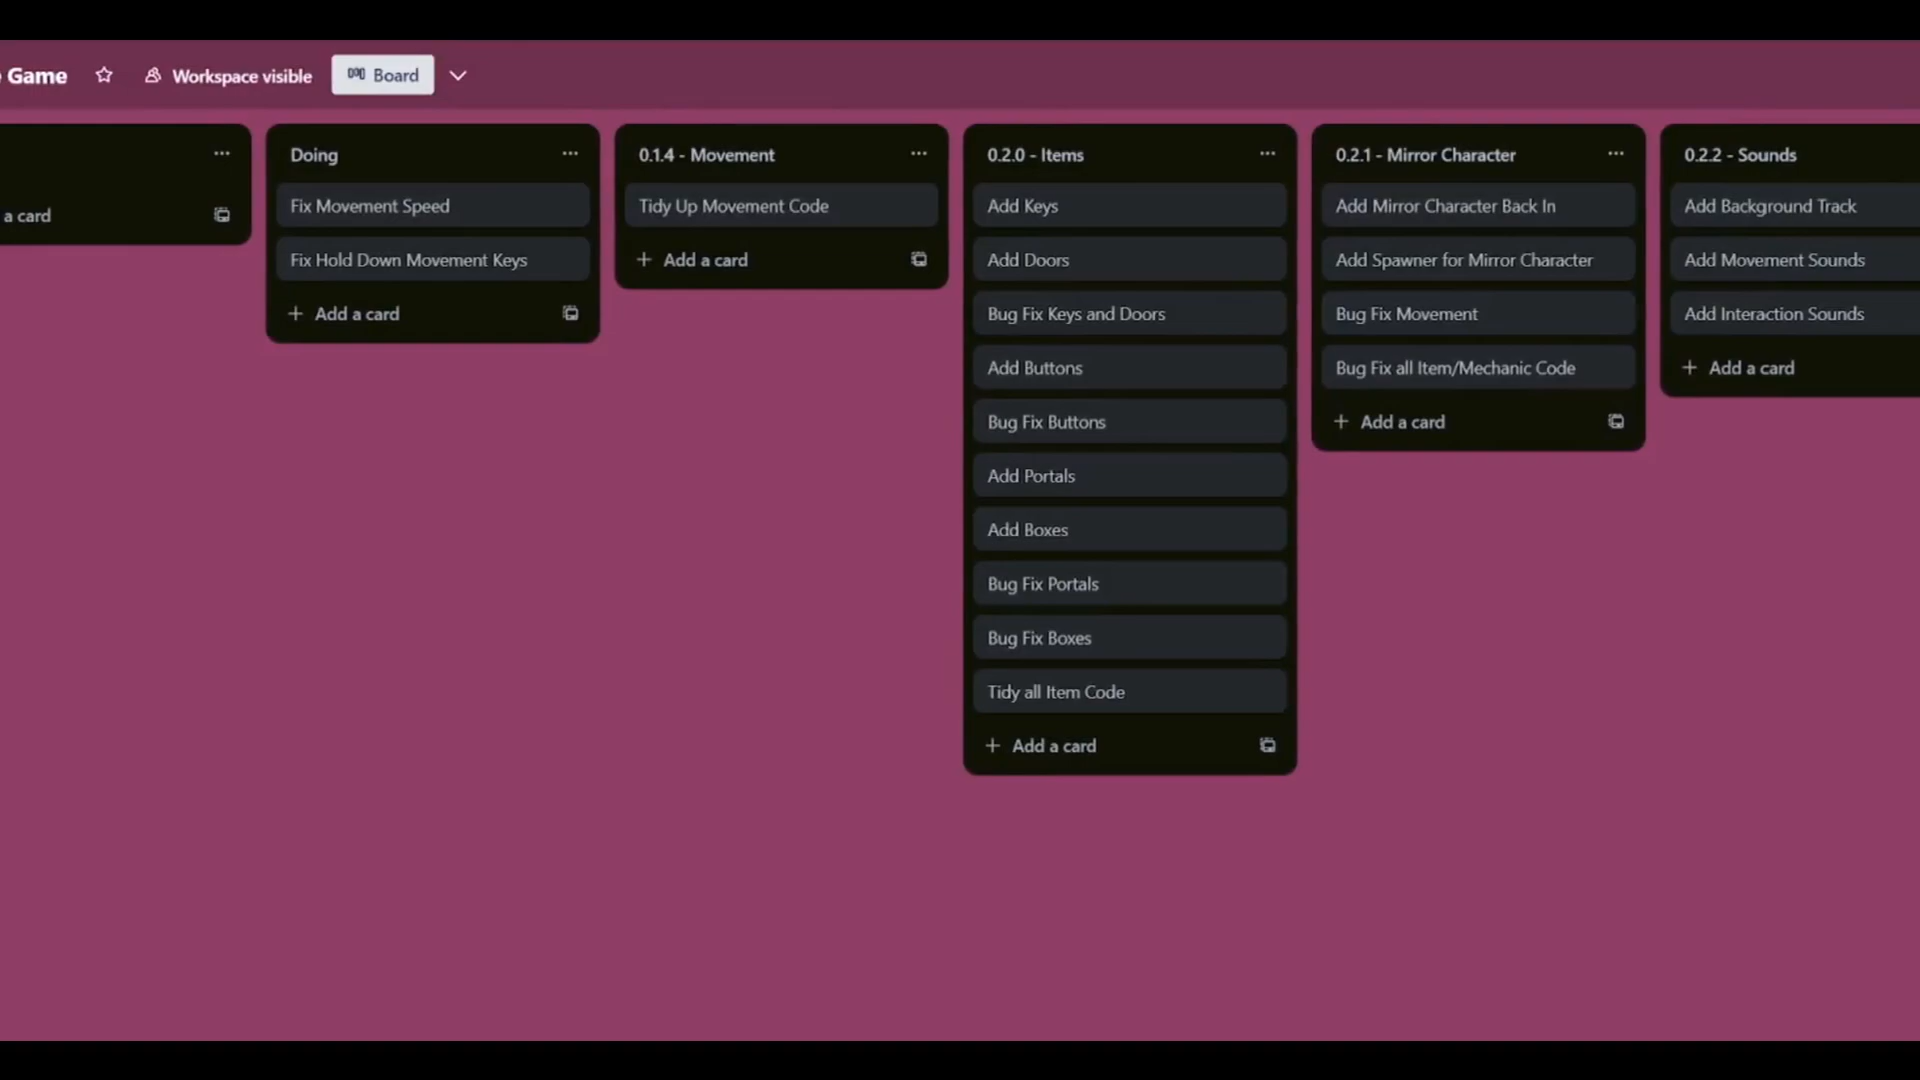 Game
Workspace visible
Board
a card
Doing
Fix Movement Speed
Fix Hold Down Movement Keys
Add a card
0.1.4 - Movement
Tidy Up Movement Code
Add a card
0.2.0 - Items
Add Keys
Add Doors
Bug Fix Keys and Doors
Add Buttons
Bug Fix Buttons
Add Portals
Add Boxes
Bug Fix Portals
Bug Fix Boxes
Tidy all Item Code
Add a card
0.2.1 - Mirror Character
Add Mirror Character Back In
Add Spawner for Mirror Character
Bug Fix Movement
Bug Fix all Item/Mechanic Code
Add a card
0.2.2 - Sounds
Add Background Track
Add Movement Sounds
Add Interaction Sounds
Add a card